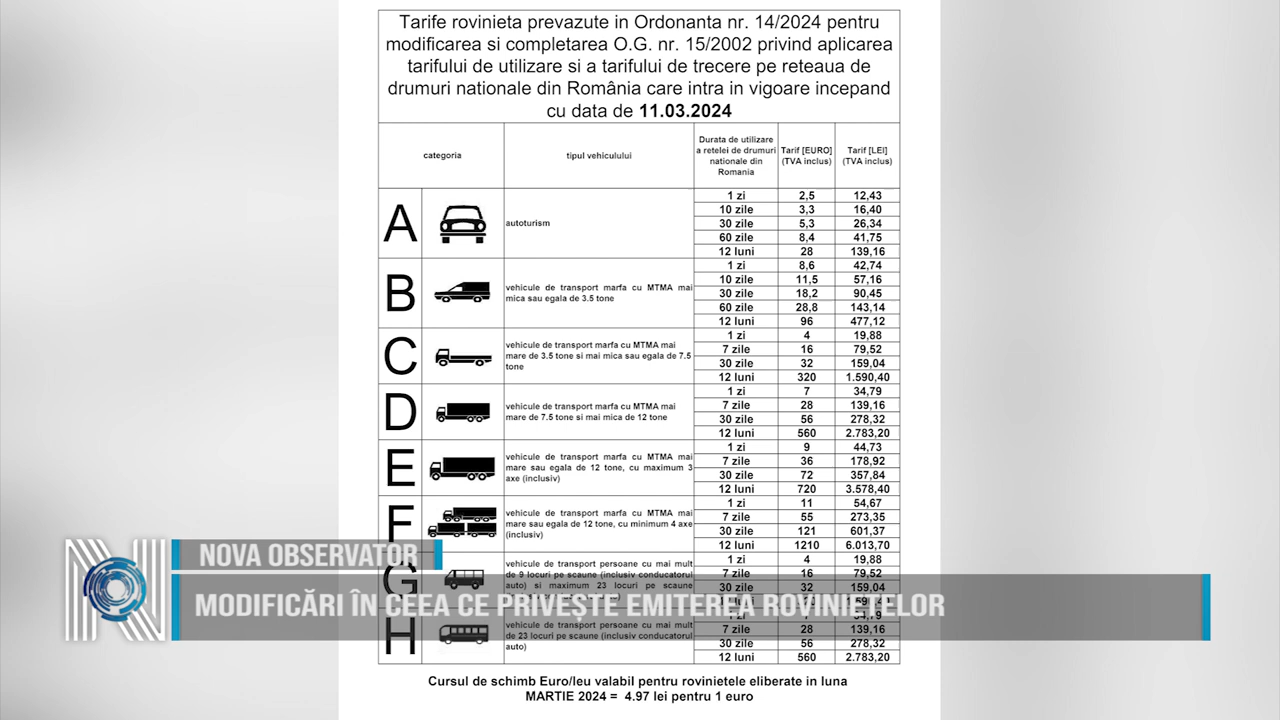 Tarife rovinieta prevazute in Ordonanta nr. 14/2024 pentru
modificarea si completarea O.G. nr. 15/2002 privind aplicarea
tarifului de utilizare si a tarifului de trecere pe reteaua de
drumuri nationale din România care intra in vigoare incepand
cu data de 11.03.2024
categoria tipul vehiculului Durata de utilizare a retelei de drumuri nationale din Romania Tarif [EURO] (TVA inclus) Tarif [LEI] (TVA inclus)
A autoturism
1 zi 2,5 12,43
10 zile 3,3 16,40
30 zile 5,3 26,34
60 zile 8,4 41,75
12 luni 28 139,16
B vehicule de transport marfa cu MTMA mai
mica sau egala de 3.5 tone
1 zi 8,6 42,74
10 zile 11,5 57,16
30 zile 18,2 90,45
60 zile 28,8 143,14
12 luni 96 477,12
C vehicule de transport marfa cu MTMA mai
mare de 3.5 tone si mai mica sau egala de 7.5
tone
1 zi 4 19,88
7 zile 16 79,52
30 zile 32 159,04
12 luni 320 1.590,40
D vehicule de transport marfa cu MTMA mai
mare de 7.5 tone si mai mica de 12 tone
1 zi 7 34,79
7 zile 28 139,16
30 zile 56 278,32
12 luni 560 2.783,20
E vehicule de transport marfa cu MTMA mai
mare sau egala de 12 tone, cu maximum 3
axe (inclusiv)
1 zi 9 44,73
7 zile 36 178,92
30 zile 72 357,84
12 luni 720 3.578,40
F vehicule de transport marfa cu MTMA mai
mare sau egala de 12 tone, cu minimum 4 axe
(inclusiv)
1 zi 11 54,67
7 zile 55 273,35
30 zile 121 601,37
12 luni 1210 6.013,70
G vehicule de transport persoane cu mai mult
de 9 locuri pe scaune (inclusiv conducatorul
auto) si maximum 23 locuri pe scaune
1 zi 4 19,88
7 zile 16 79,52
30 zile 32 159,04
H vehicule de transport persoane cu mai mult
de 23 locuri pe scaune (inclusiv conducatorul
auto)
1 zi 7 34,79
7 zile 28 139,16
30 zile 56 278,32
12 luni 560 2.783,20
Cursul de schimb Euro/leu valabil pentru rovinietele eliberate in luna
MARTIE 2024 = 4.97 lei pentru 1 euro
NOVA OBSERVATOR
MODIFICĂRI ÎN CEEA CE PRIVEȘTE EMITEREA ROVINIETELOR